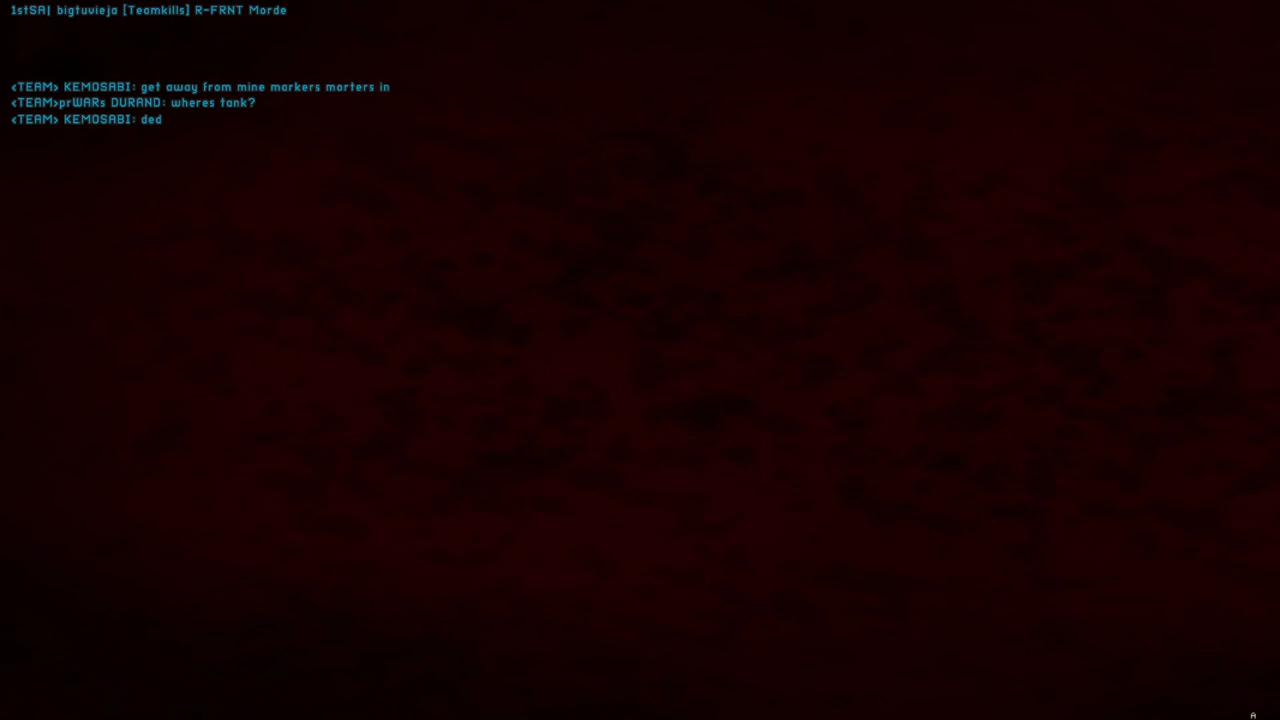 1stSA| bigtuvieja [Teamkills] R-FRNT Morde
<TEAM> KEMOSABI: get away from mine markers morters in
<TEAM>prWARs DURAND: wheres tank?
<TEAM> KEMOSABI: ded
A